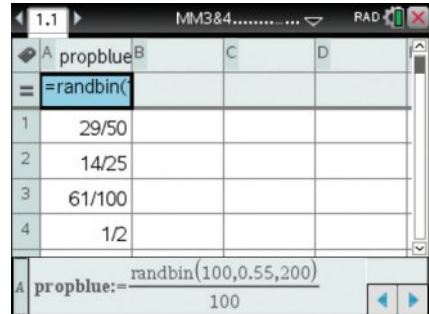 1.1 MM3&4........... ... RAD
A propblue B C D
= =randbin('
1 29/50
2 14/25
3 61/100
4 1/2
A propblue:= randbin(100,0.55,200)
100